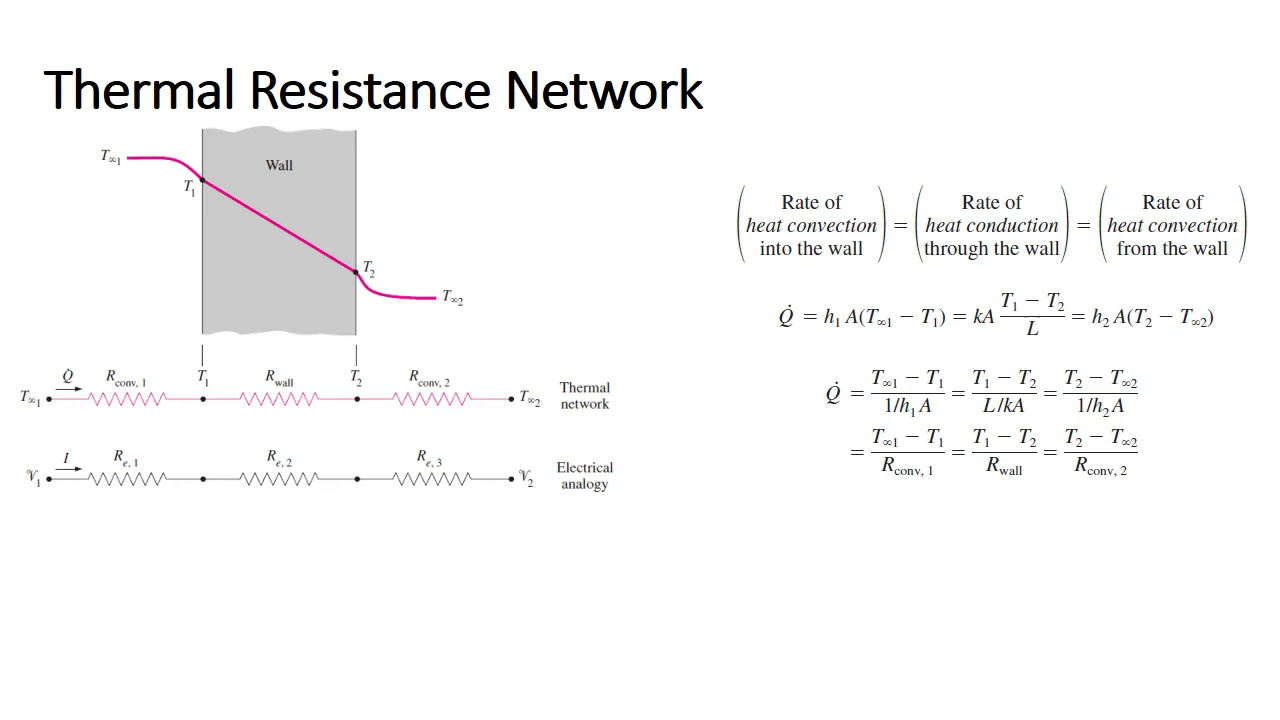 Thermal Resistance Network
T∞1
Wall
T1
T2
T∞2
Q̇ Rconv, 1 T1 Rwall T2 Rconv, 2
T∞1 T∞2 Thermal
network
I Re, 1 Re, 2 Re, 3
𝒱1 𝒱2 Electrical
analogy
Rate of Rate of Rate of
( heat convection ) = ( heat conduction ) = ( heat convection )
into the wall through the wall from the wall
Q̇ = h1 A(T∞1 − T1) = kA (T1 − T2)/L = h2 A(T2 − T∞2)
Q̇ = (T∞1 − T1)/(1/h1 A) = (T1 − T2)/(L/kA) = (T2 − T∞2)/(1/h2 A)
= (T∞1 − T1)/Rconv, 1 = (T1 − T2)/Rwall = (T2 − T∞2)/Rconv, 2